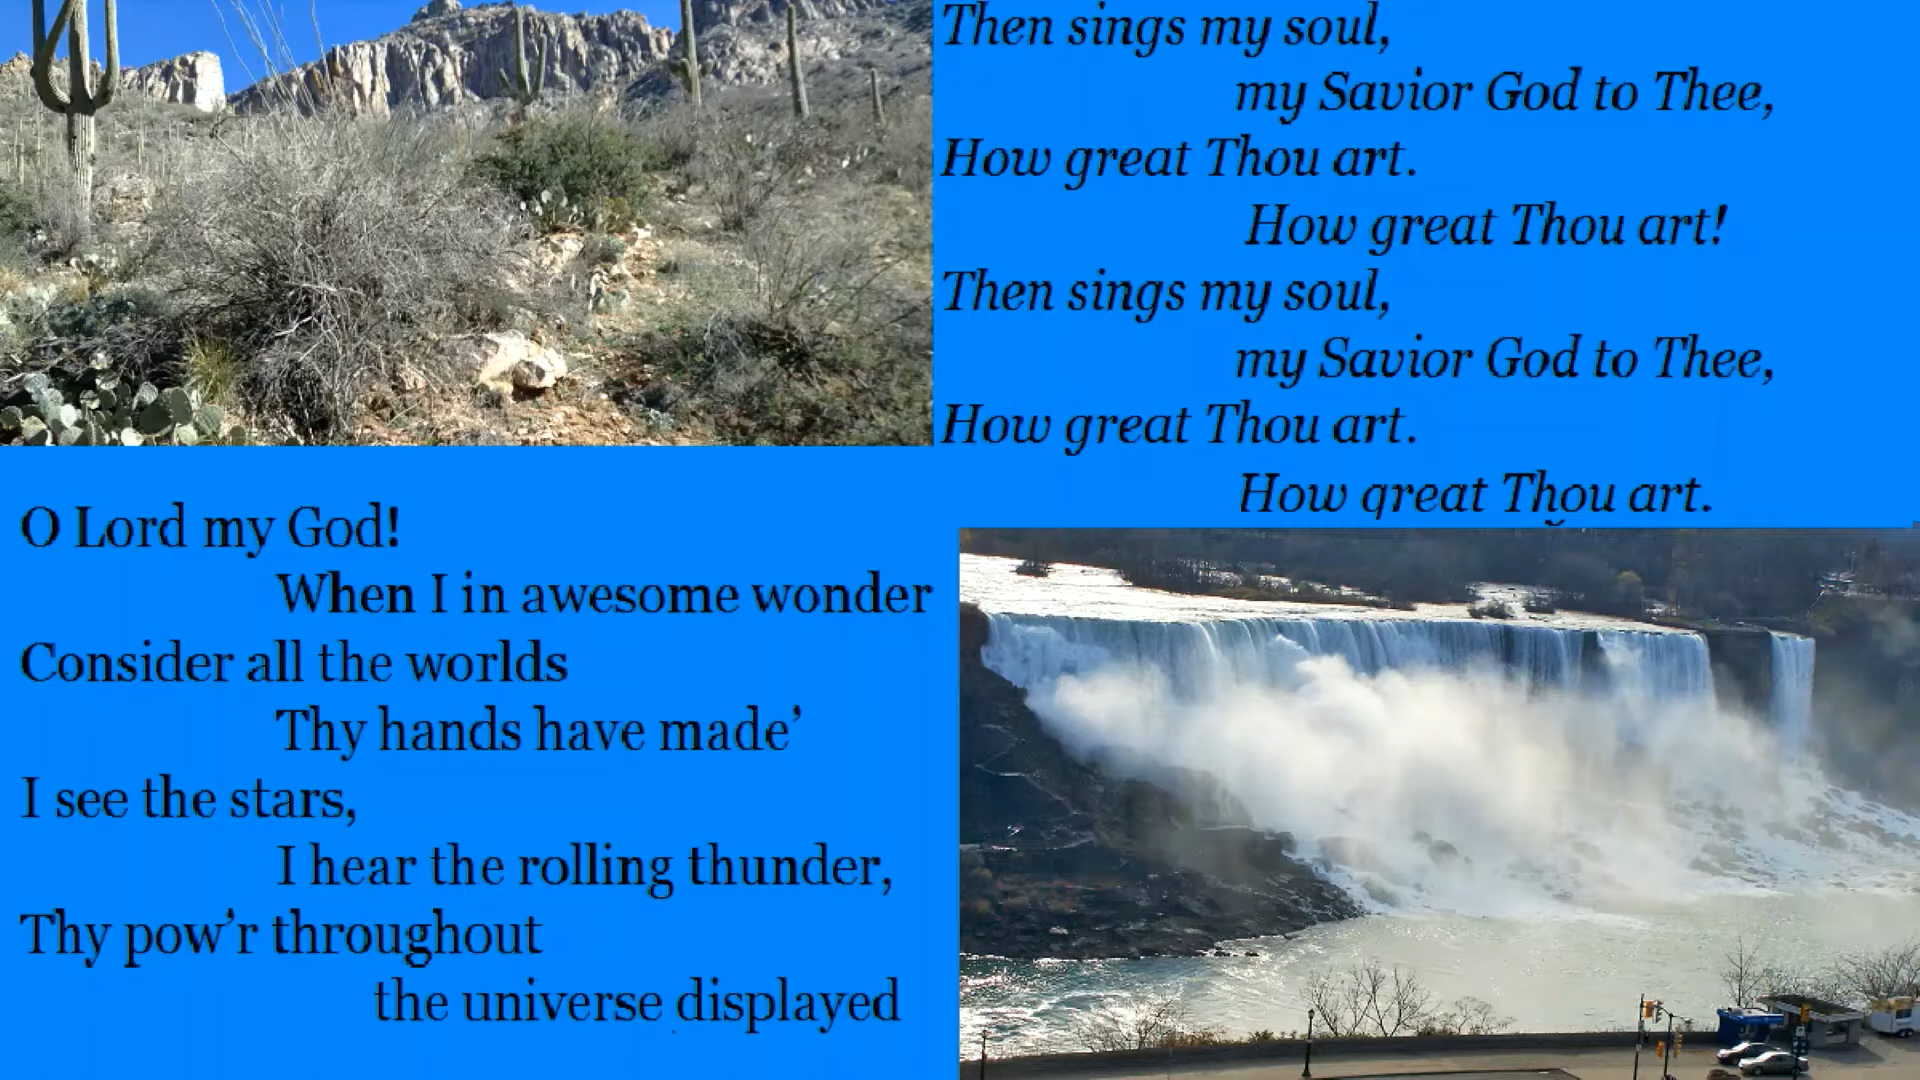 Then sings my soul,
my Savior God to Thee,
How great Thou art.
How great Thou art!
Then sings my soul,
my Savior God to Thee,
How great Thou art.
How great Thou art.
O Lord my God!
When I in awesome wonder
Consider all the worlds
Thy hands have made’
I see the stars,
I hear the rolling thunder,
Thy pow’r throughout
the universe displayed